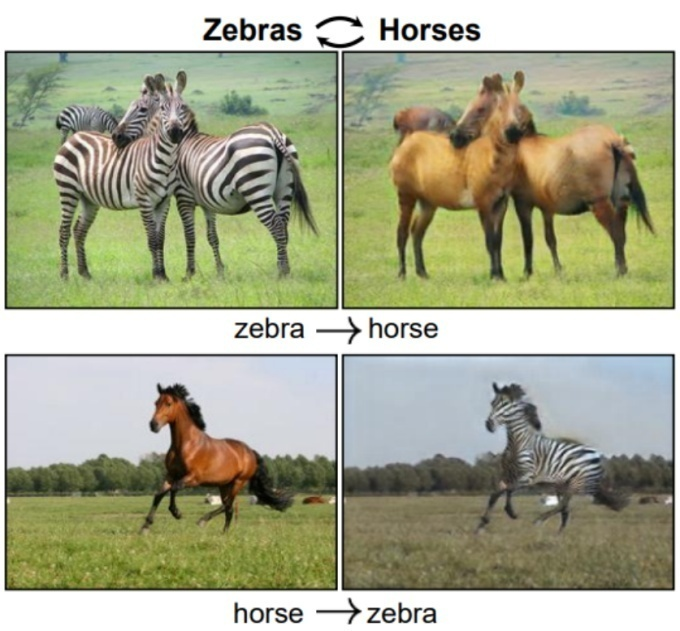 Zebras ⇄ Horses
zebra → horse
horse → zebra